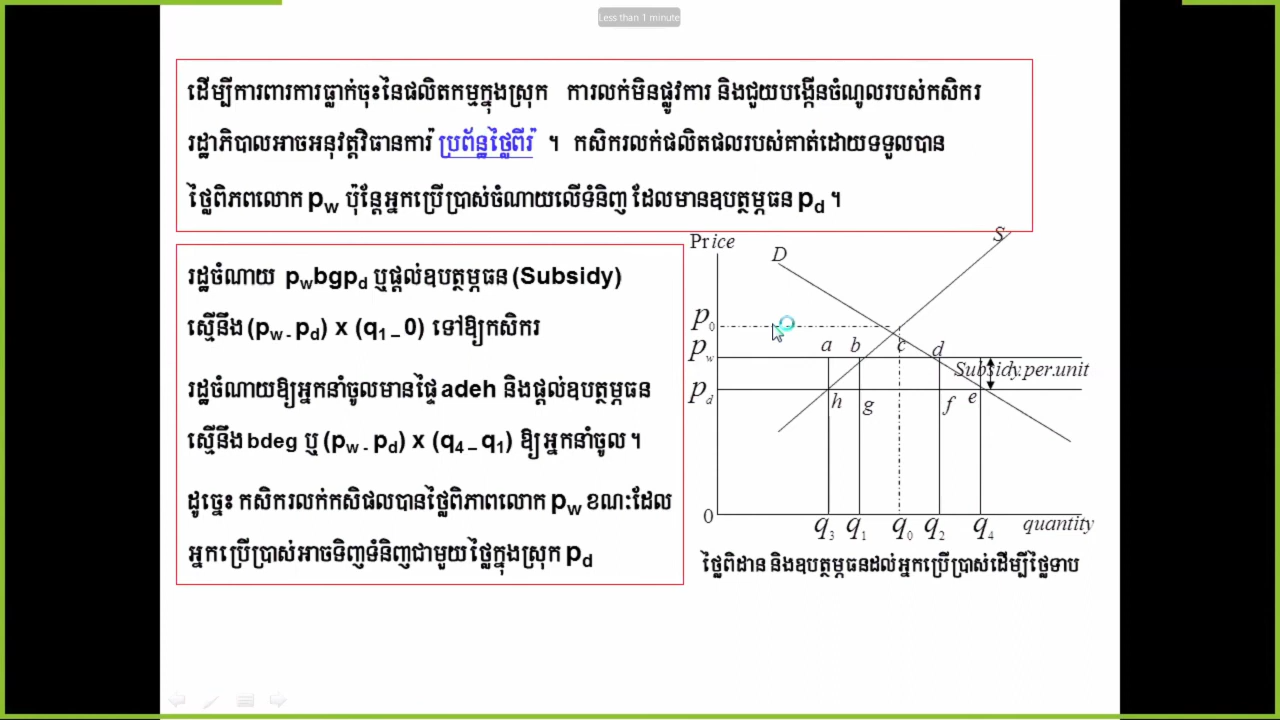 Less than 1 minute
ដើម្បីការពារការធ្លាក់ចុះនៃផលិតកម្មក្នុងស្រុក ការលក់មិនផ្លូវការ និងជួយបង្កើនចំណូលរបស់កសិករ
រដ្ឋាភិបាលអាចអនុវត្តវិធានការ៉ ប្រព័ន្ឋថ្លៃពីរ៉ ។ កសិករលក់ផលិតផលរបស់គាត់ដោយទទួលបាន
ថ្លៃពិភពលោក pw ប៉ុន្តែអ្នកប្រើប្រាស់ចំណាយលើទំនិញ ដែលមានឧបត្ថម្ភធន pd ។
រដ្ឋចំណាយ pwbgpd ឬផ្តល់ឧបត្ថម្ភធន (Subsidy)
ស្មើនឹង (pw - pd) x (q1 – 0) ទៅឱ្យកសិករ
រដ្ឋចំណាយឱ្យអ្នកនាំចូលមានផ្ទៃ adeh និងផ្តល់ឧបត្ថម្ភធន
ស្មើនឹង bdeg ឬ (pw - pd) x (q4 – q1) ឱ្យអ្នកនាំចូល ។
ដូច្នេះ កសិករលក់កសិផលបានថ្លៃពិភាពលោក pw ខណៈដែល
អ្នកប្រើប្រាស់អាចទិញទំនិញជាមួយថ្លៃក្នុងស្រុក pd
Price
D
S
p0
pw
a b c d
Subsidy.per.unit
pd
h g f e
0
q3 q1 q0 q2 q4 quantity
ថ្លៃពិដាន និងឧបត្ថម្ភធនដល់អ្នកប្រើប្រាស់ដើម្បីថ្លៃទាប